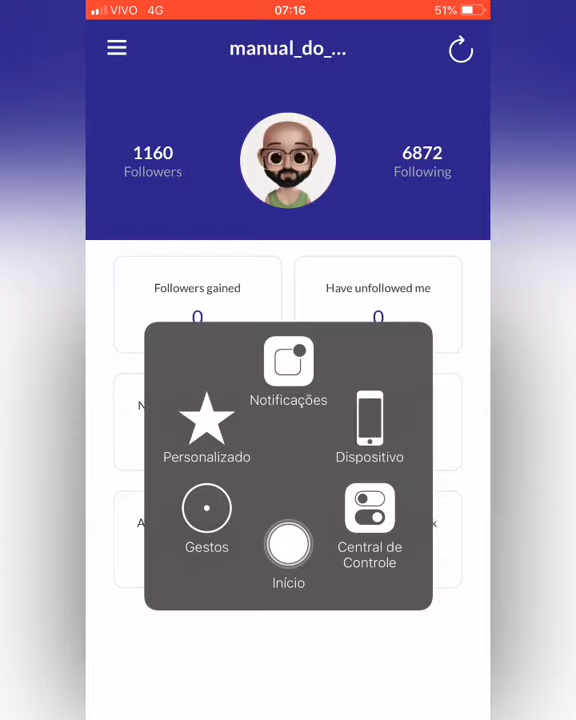 VIVO 4G 07:16 51%
manual_do_...
1160 6872
Followers Following
Followers gained Have unfollowed me
0 0
Notificações
N
Personalizado Dispositivo
A k
Gestos Central de
Controle
Início